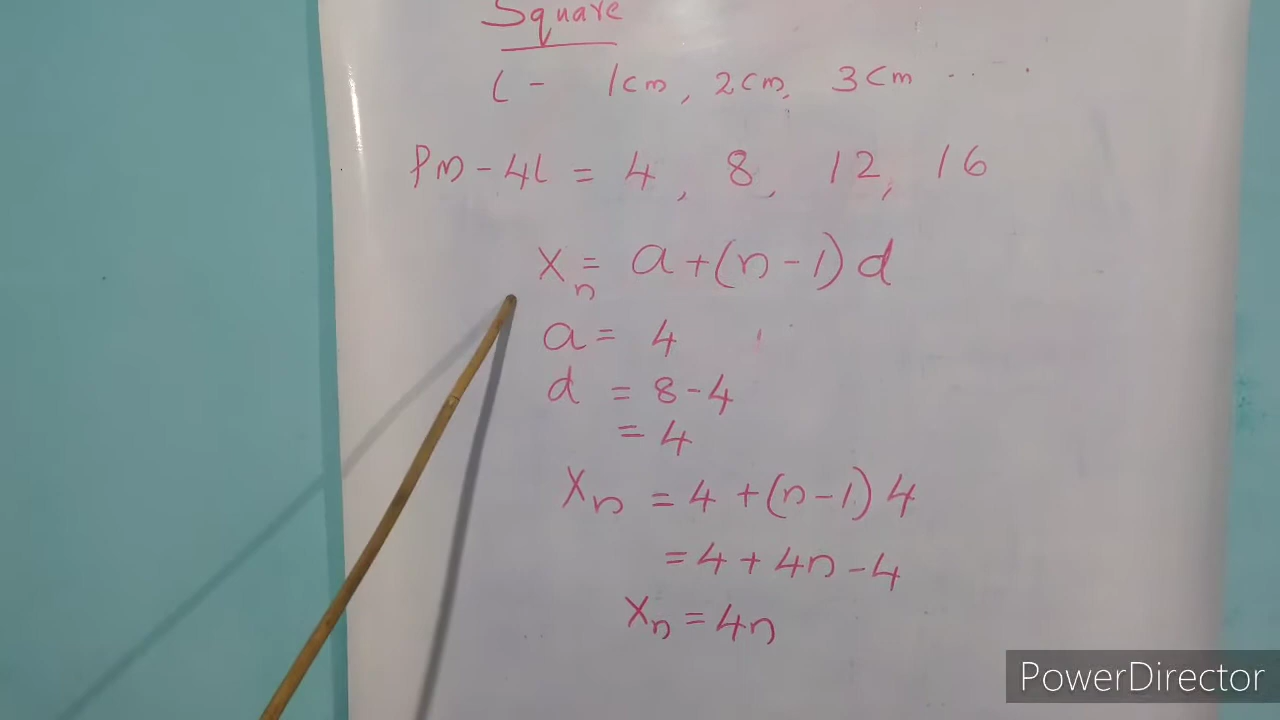 Square
l - 1cm, 2cm, 3cm ...
Pm - 4l = 4, 8, 12, 16
xn = a+(n-1)d
a = 4
d = 8-4
= 4
Xn = 4+(n-1)4
= 4+4n-4
Xn = 4n
PowerDirector